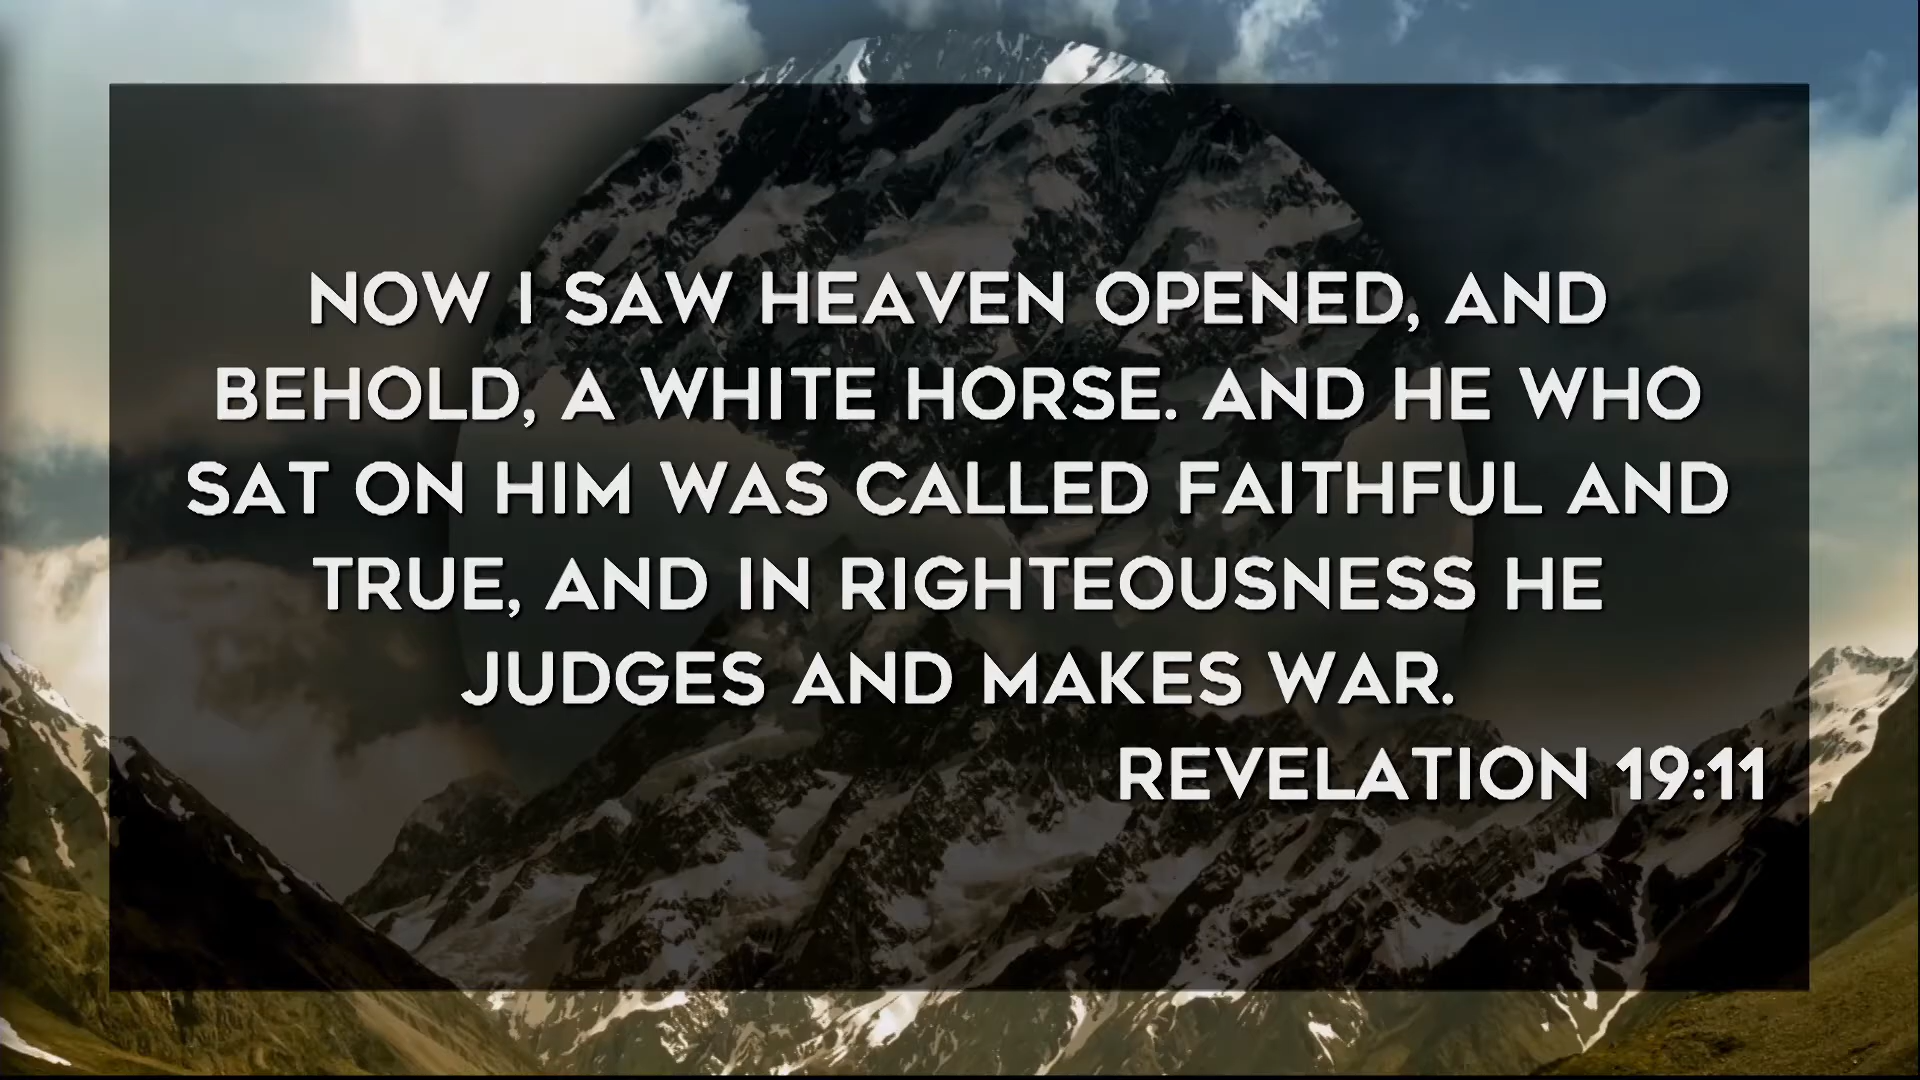 NOW I SAW HEAVEN OPENED, AND
BEHOLD, A WHITE HORSE. AND HE WHO
SAT ON HIM WAS CALLED FAITHFUL AND
TRUE, AND IN RIGHTEOUSNESS HE
JUDGES AND MAKES WAR.
REVELATION 19:11